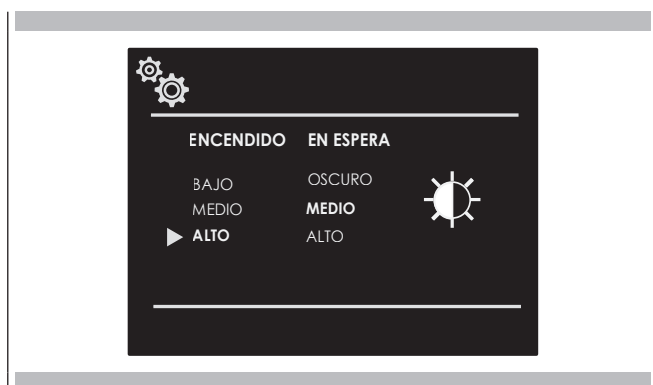 ENCENDIDO EN ESPERA
BAJO OSCURO
MEDIO MEDIO
ALTO ALTO